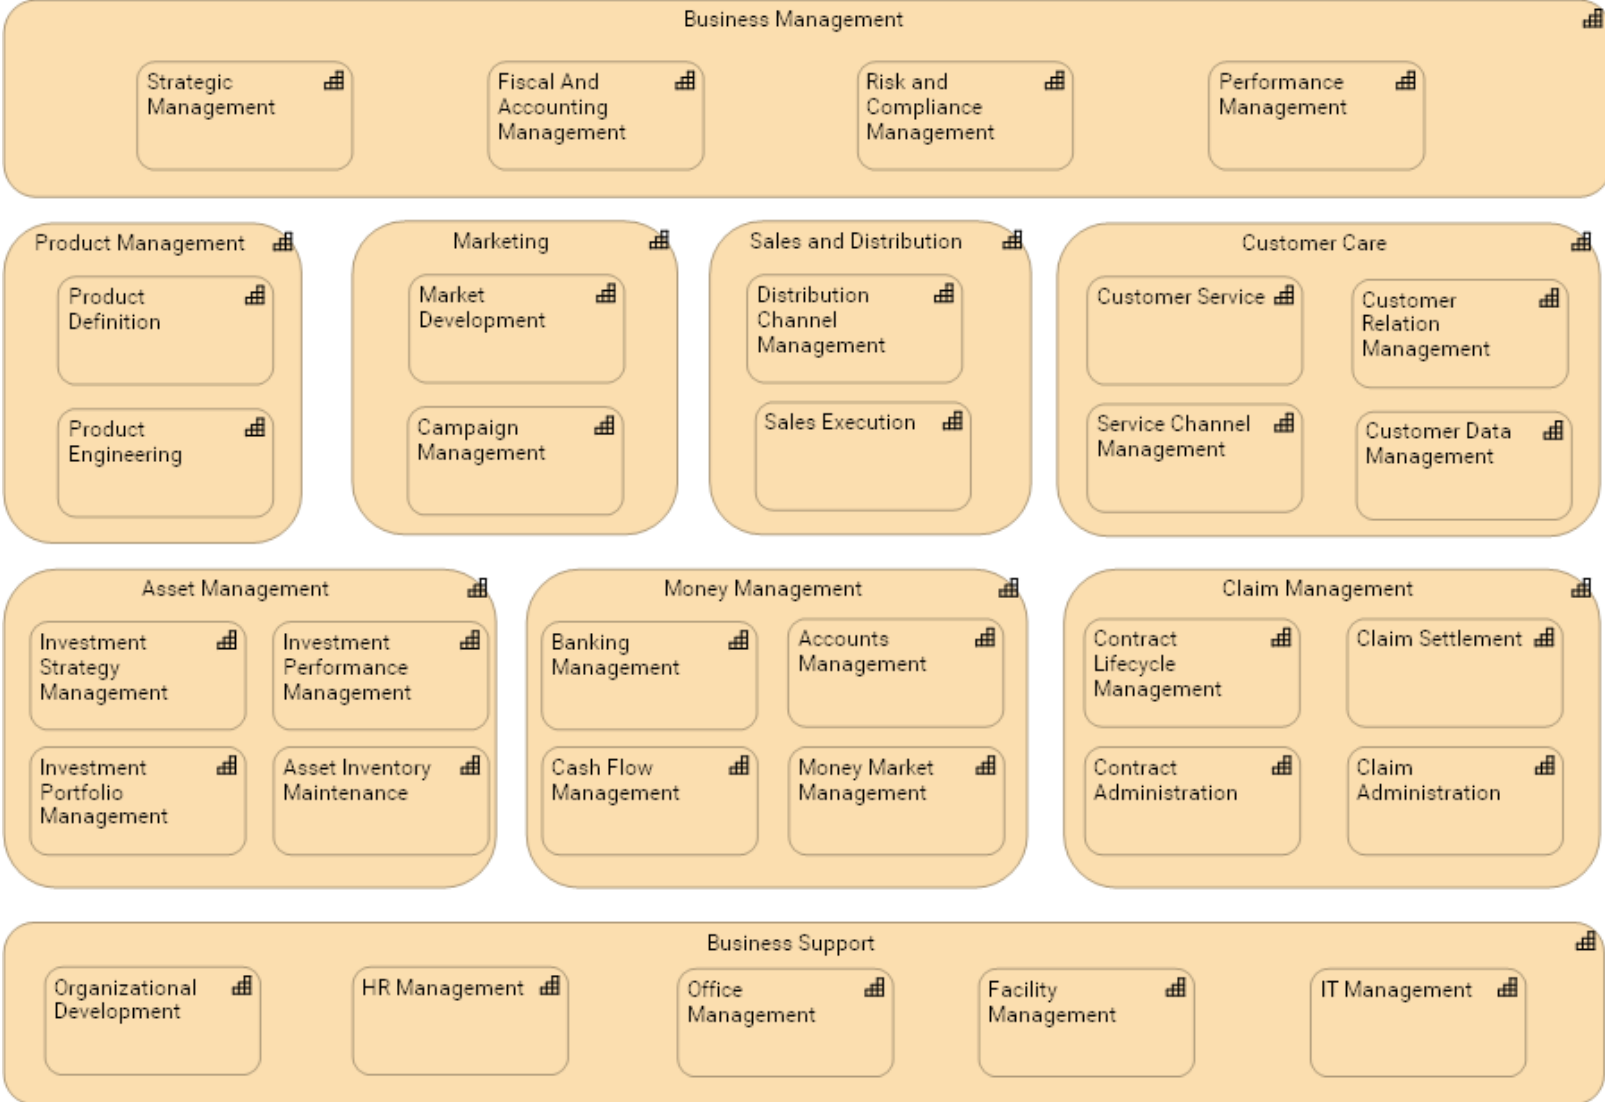 Business Management
Strategic
Management
Fiscal And
Accounting
Management
Risk and
Compliance
Management
Performance
Management
Product Management
Product
Definition
Product
Engineering
Marketing
Market
Development
Campaign
Management
Sales and Distribution
Distribution
Channel
Management
Sales Execution
Customer Care
Customer Service
Customer
Relation
Management
Service Channel
Management
Customer Data
Management
Asset Management
Investment
Strategy
Management
Investment
Performance
Management
Investment
Portfolio
Management
Asset Inventory
Maintenance
Money Management
Banking
Management
Accounts
Management
Cash Flow
Management
Money Market
Management
Claim Management
Contract
Lifecycle
Management
Claim Settlement
Contract
Administration
Claim
Administration
Business Support
Organizational
Development
HR Management
Office
Management
Facility
Management
IT Management